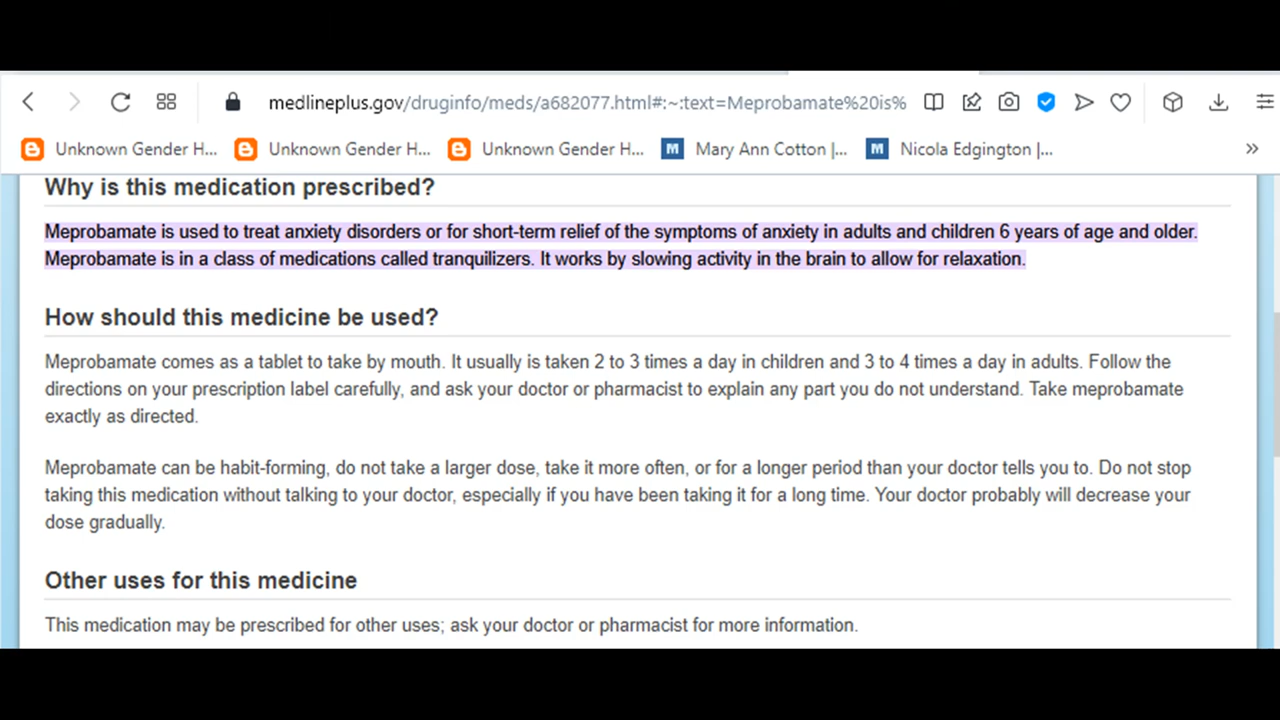 medlineplus.gov/druginfo/meds/a682077.html#:~:text=Meprobamate%20is%
Unknown Gender H... Unknown Gender H... Unknown Gender H... M Mary Ann Cotton |... M Nicola Edgington |... »
Why is this medication prescribed?
Meprobamate is used to treat anxiety disorders or for short-term relief of the symptoms of anxiety in adults and children 6 years of age and older.
Meprobamate is in a class of medications called tranquilizers. It works by slowing activity in the brain to allow for relaxation.
How should this medicine be used?
Meprobamate comes as a tablet to take by mouth. It usually is taken 2 to 3 times a day in children and 3 to 4 times a day in adults. Follow the
directions on your prescription label carefully, and ask your doctor or pharmacist to explain any part you do not understand. Take meprobamate
exactly as directed.
Meprobamate can be habit-forming, do not take a larger dose, take it more often, or for a longer period than your doctor tells you to. Do not stop
taking this medication without talking to your doctor, especially if you have been taking it for a long time. Your doctor probably will decrease your
dose gradually.
Other uses for this medicine
This medication may be prescribed for other uses; ask your doctor or pharmacist for more information.